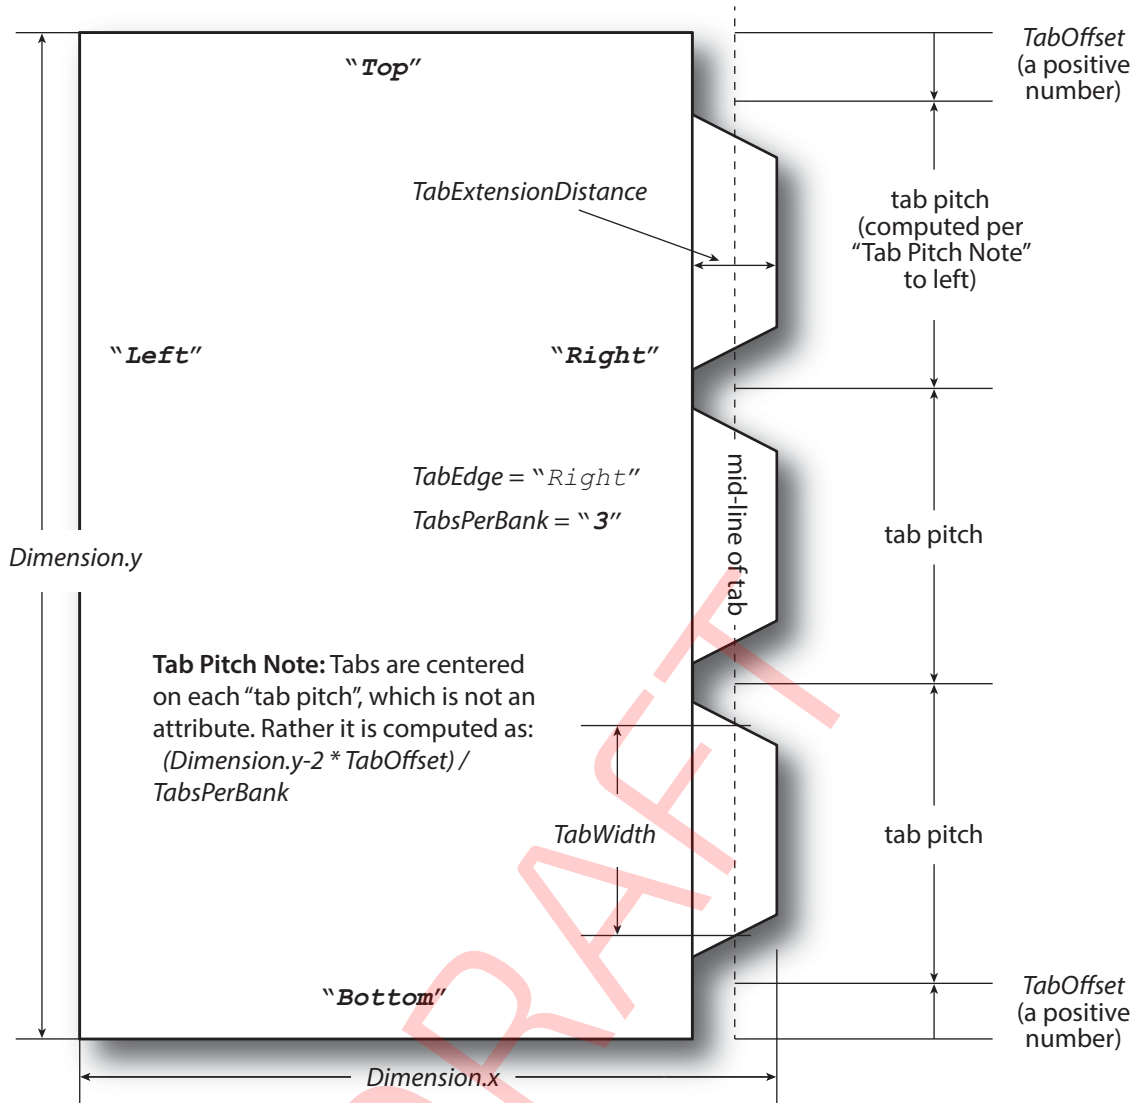 "Top"
TabOffset
(a positive
number)
TabExtensionDistance
tab pitch
(computed per
"Tab Pitch Note"
to left)
"Left"
"Right"
TabEdge = "Right"
TabsPerBank = "3"
mid-line of tab
tab pitch
Dimension.y
Tab Pitch Note: Tabs are centered
on each "tab pitch", which is not an
attribute. Rather it is computed as:
(Dimension.y-2 * TabOffset) /
TabsPerBank
TabWidth
tab pitch
"Bottom"
TabOffset
(a positive
number)
Dimension.x
DRAFT